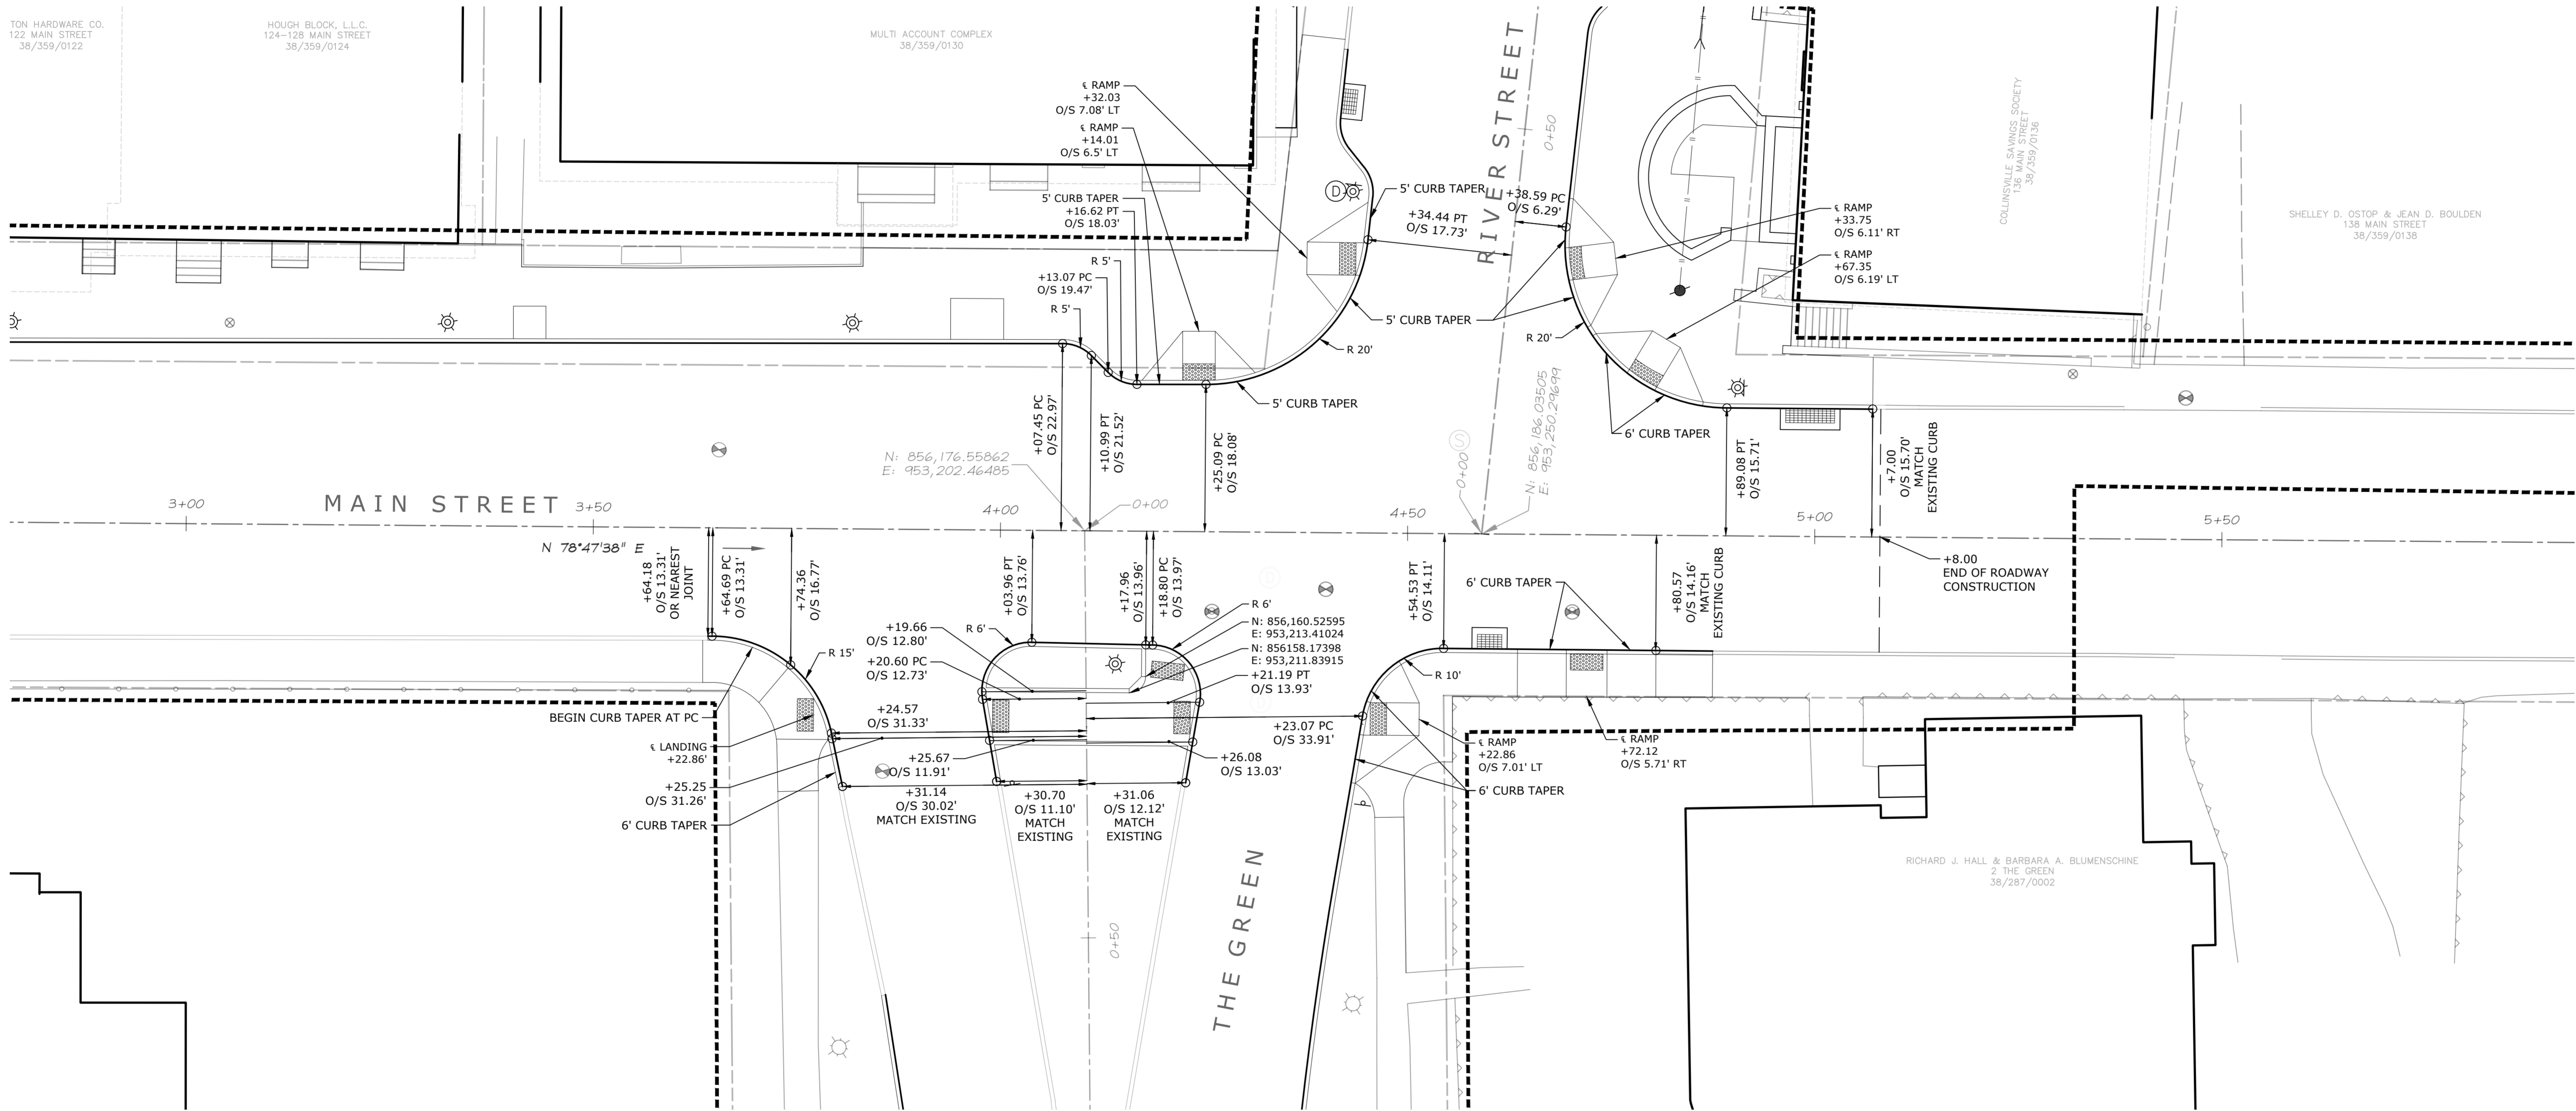 TON HARDWARE CO.
122 MAIN STREET
38/359/0122
HOUGH BLOCK, L.L.C.
124-128 MAIN STREET
38/359/0124
MULTI ACCOUNT COMPLEX
38/359/0130
℄ RAMP
+32.03
O/S 7.08' LT
℄ RAMP
+14.01
O/S 6.5' LT
5' CURB TAPER
+16.62 PT
O/S 18.03'
R 5'
+13.07 PC
O/S 19.47'
R 5'
RIVER STREET
0+50
D
5' CURB TAPER
+34.44 PT
O/S 17.73'
+38.59 PC
O/S 6.29'
5' CURB TAPER
R 20'
5' CURB TAPER
R 20'
6' CURB TAPER
℄ RAMP
+33.75
O/S 6.11' RT
℄ RAMP
+67.35
O/S 6.19' LT
COLLINSVILLE SAVINGS SOCIETY
136 MAIN STREET
38/359/0136
SHELLEY D. OSTOP & JEAN D. BOULDEN
138 MAIN STREET
38/359/0138
+07.45 PC
O/S 22.97'
+10.99 PT
O/S 21.52'
+25.09 PC
O/S 18.08'
N: 856,176.55862
E: 953,202.46485
0+00
S
0+00
N: 856,186.03505
E: 953,250.29699
+89.08 PT
O/S 15.71'
+7.00
O/S 15.70'
MATCH
EXISTING CURB
MAIN STREET
3+00
3+50
4+00
4+50
5+00
5+50
N 78°47'38" E
+64.18
O/S 13.31'
OR NEAREST
JOINT
+64.69 PC
O/S 13.31'
+74.36
O/S 16.77'
+03.96 PT
O/S 13.76'
+17.96
O/S 13.96'
+18.80 PC
O/S 13.97'
+54.53 PT
O/S 14.11'
6' CURB TAPER
+80.57
O/S 14.16'
MATCH
EXISTING CURB
+8.00
END OF ROADWAY
CONSTRUCTION
R 15'
+19.66
O/S 12.80'
R 6'
+20.60 PC
O/S 12.73'
R 6'
N: 856,160.52595
E: 953,213.41024
N: 856158.17398
E: 953,211.83915
+21.19 PT
O/S 13.93'
R 10'
BEGIN CURB TAPER AT PC
+24.57
O/S 31.33'
+23.07 PC
O/S 33.91'
℄ LANDING
+22.86'
+25.67
O/S 11.91'
+26.08
O/S 13.03'
℄ RAMP
+22.86
O/S 7.01' LT
℄ RAMP
+72.12
O/S 5.71' RT
+25.25
O/S 31.26'
6' CURB TAPER
6' CURB TAPER
+31.14
O/S 30.02'
MATCH EXISTING
+30.70
O/S 11.10'
MATCH
EXISTING
+31.06
O/S 12.12'
MATCH
EXISTING
0+50
THE GREEN
RICHARD J. HALL & BARBARA A. BLUMENSCHINE
2 THE GREEN
38/287/0002